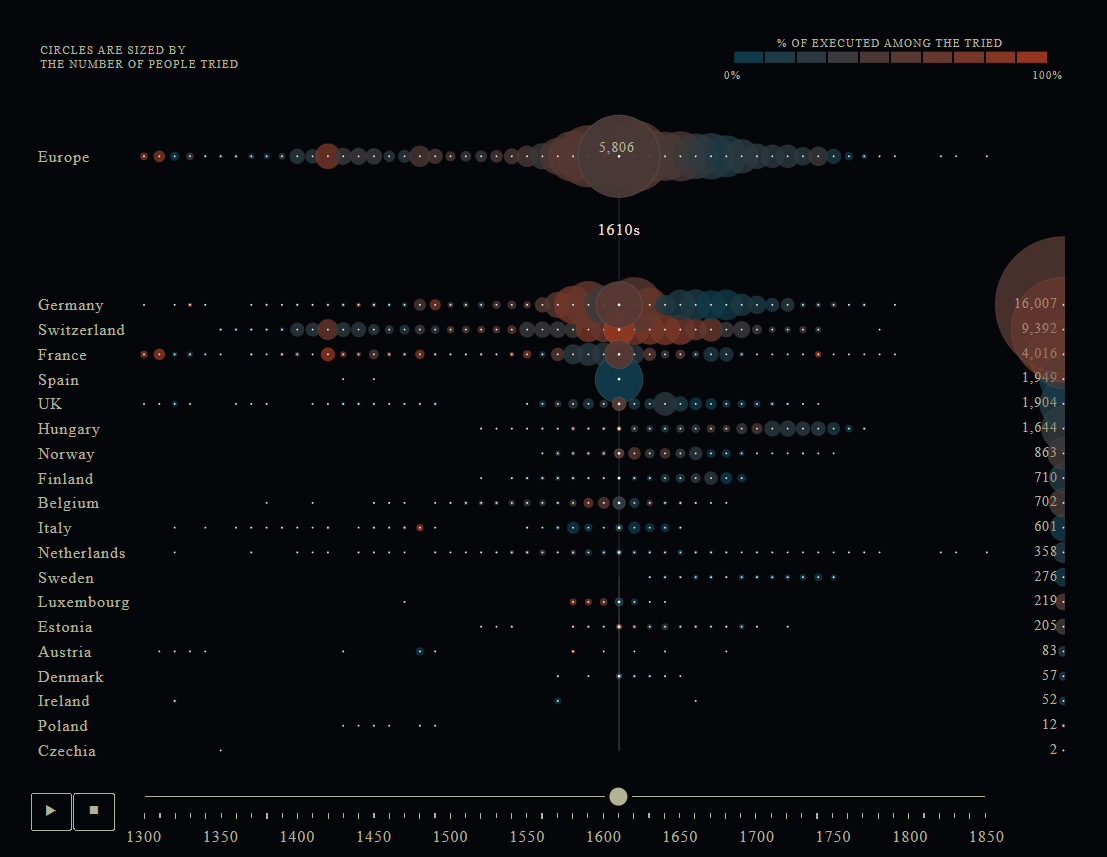 CIRCLES ARE SIZED BY
THE NUMBER OF PEOPLE TRIED
% OF EXECUTED AMONG THE TRIED
0% 100%
Europe 5,806
1610s
Germany 16,007
Switzerland 9,392
France 4,016
Spain 1,949
UK 1,904
Hungary 1,644
Norway 863
Finland 710
Belgium 702
Italy 601
Netherlands 358
Sweden 276
Luxembourg 219
Estonia 205
Austria 83
Denmark 57
Ireland 52
Poland 12
Czechia 2
1300 1350 1400 1450 1500 1550 1600 1650 1700 1750 1800 1850